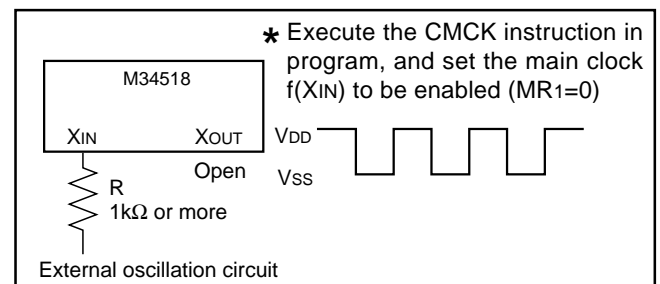 * Execute the CMCK instruction in
program, and set the main clock
f(XIN) to be enabled (MR1=0)
M34518
XIN
XOUT
VDD
Open
VSS
R
1kΩ or more
External oscillation circuit